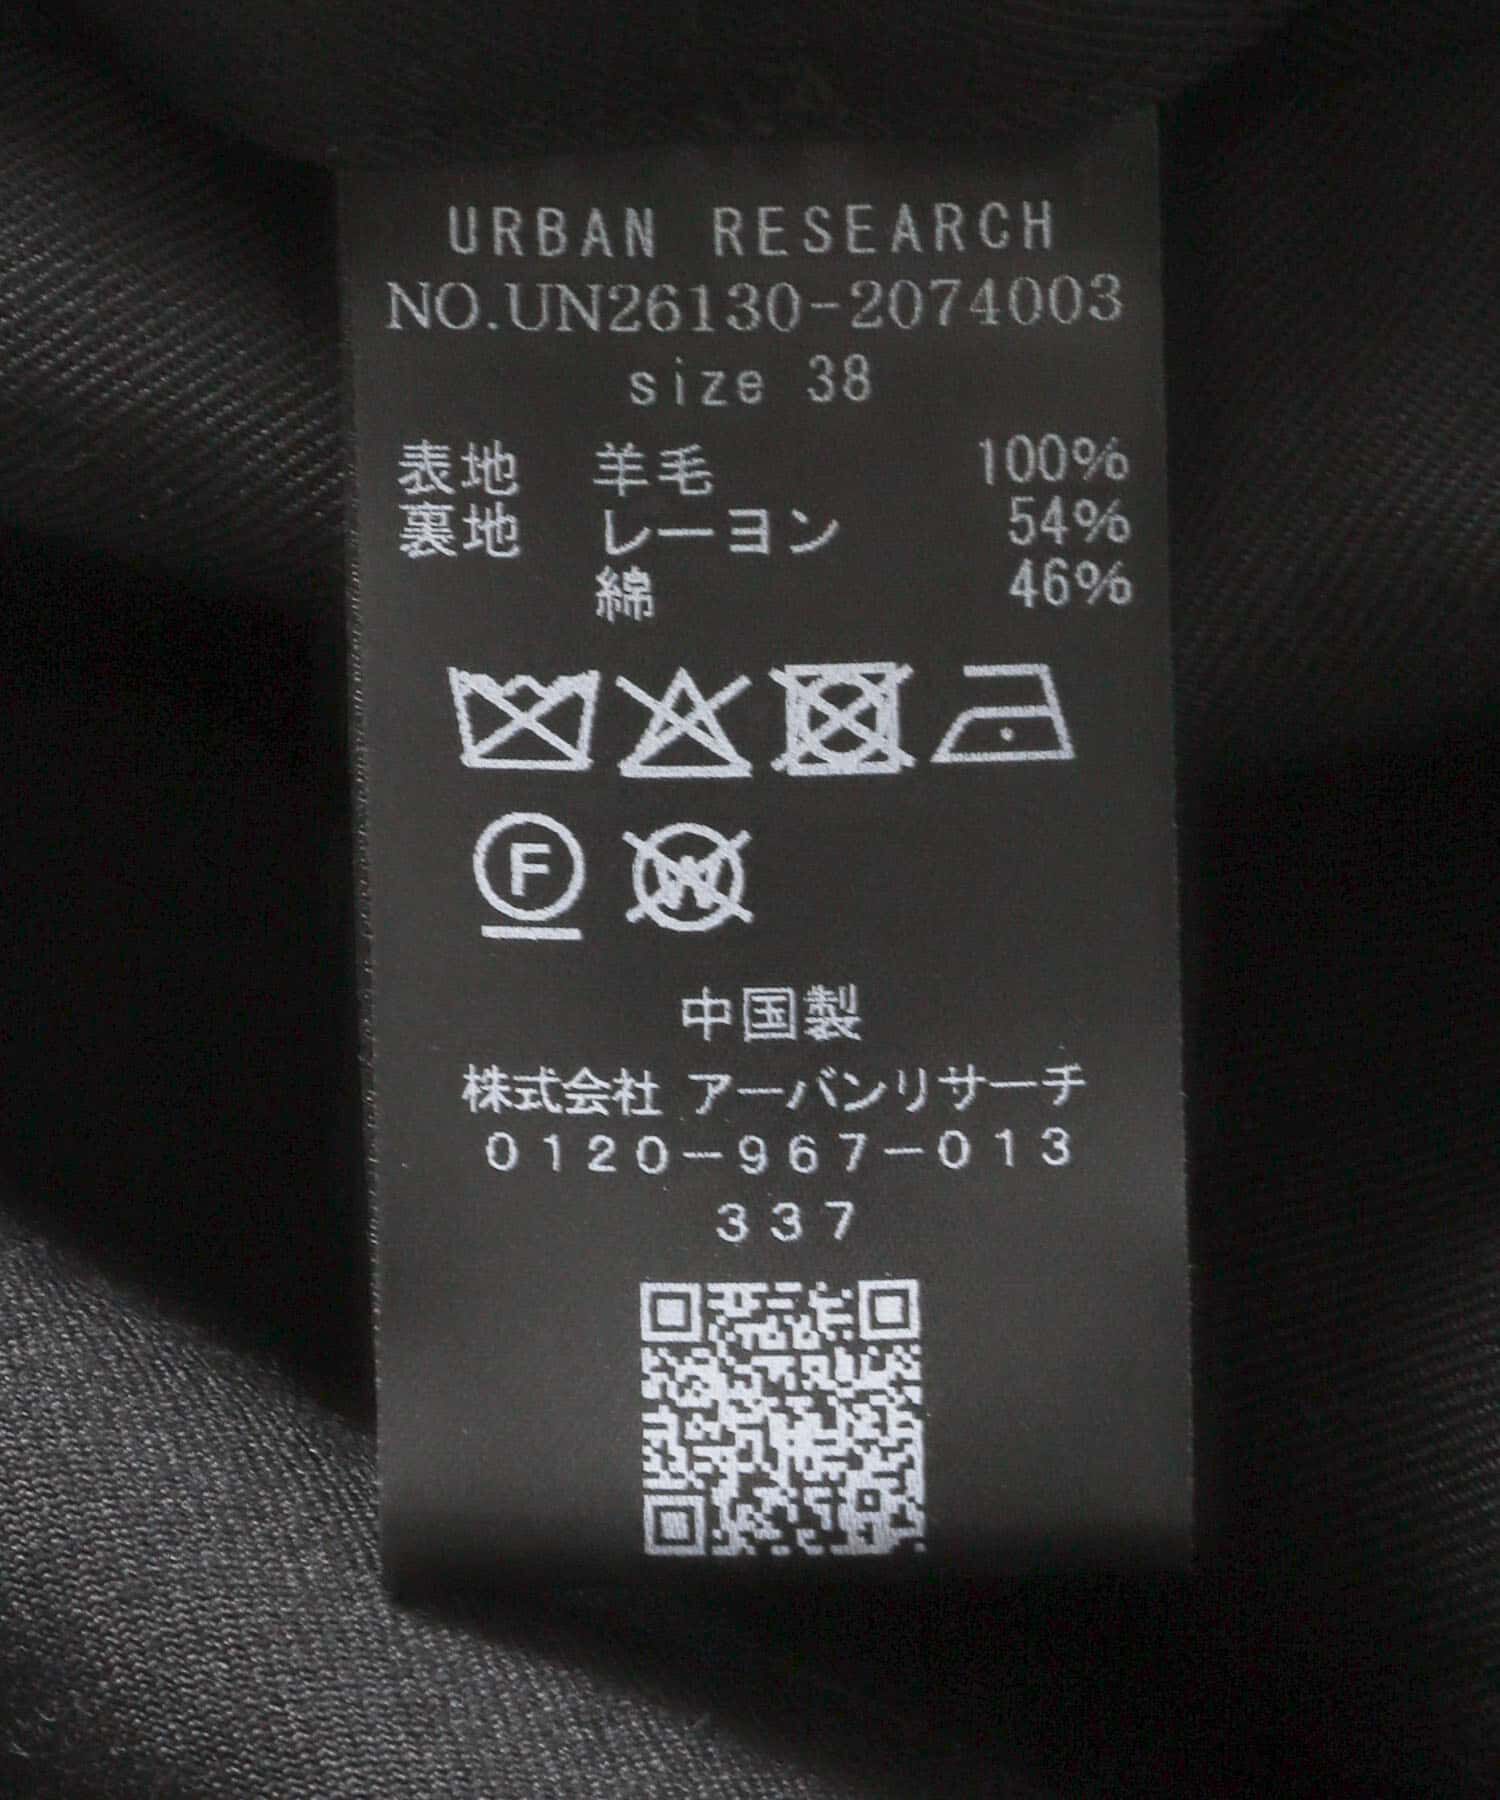 URBAN RESEARCH
NO.UN26130-2074003
size 38
表地 羊毛 100%
裏地 レーヨン 54%
綿 46%
F
W
中国製
株式会社 アーバンリサーチ
0120-967-013
337